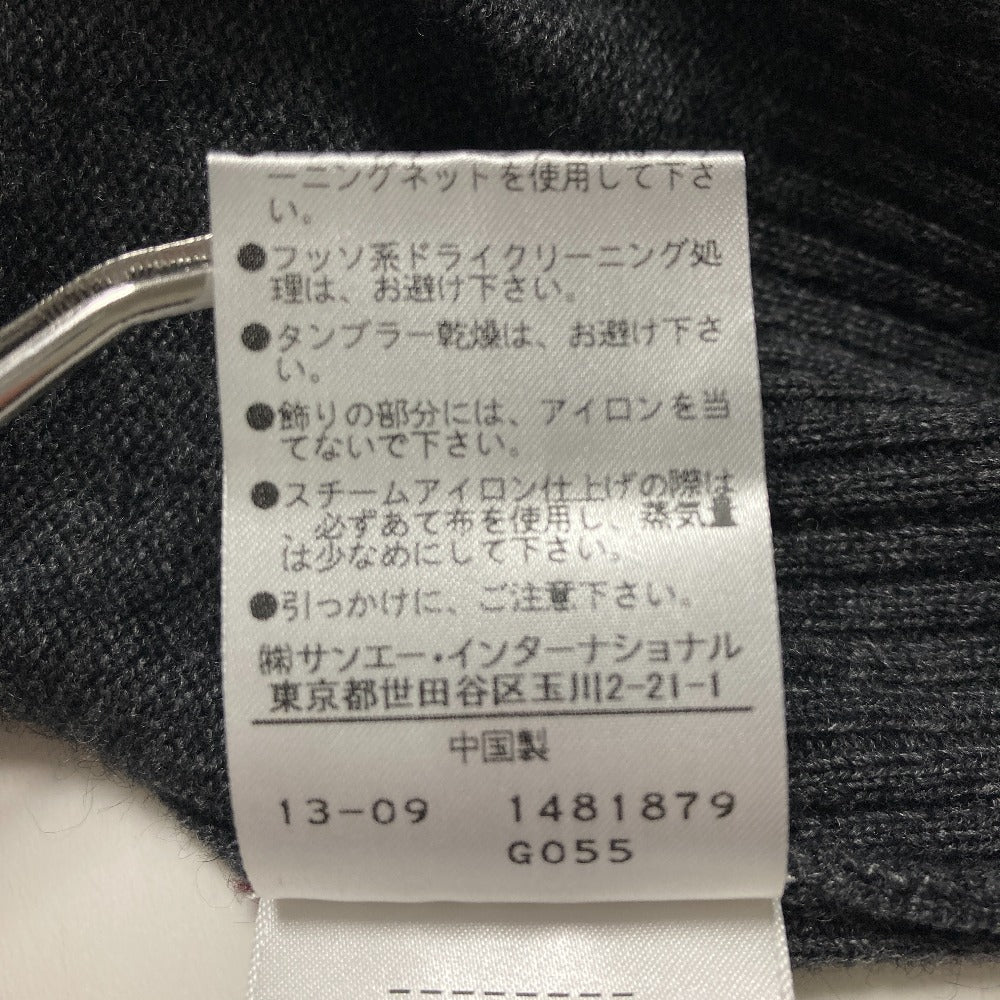 ーニングネットを使用して下さ
い。
●フッソ系ドライクリーニング処
理は、お避け下さい。
●タンブラー乾燥は、お避け下さ
い。
●飾りの部分には、アイロンを当
てないで下さい。
●スチームアイロン仕上げの際は
、必ずあて布を使用し、蒸気量
は少なめにして下さい。
●引っかけに、ご注意下さい。
㈱サンエー・インターナショナル
東京都世田谷区玉川2-21-1
中国製
13-09 1481879
G055